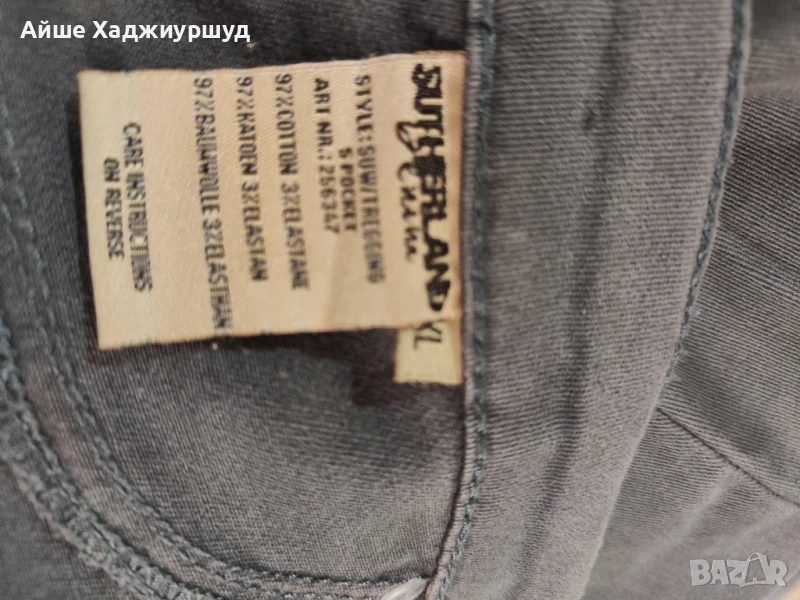 Айше Хаджиуршуд
SUTHERLAND
XL
STYLE:SUW/TREGGING
5 POCKET
ART NR.:256347
97%COTTON 3%ELASTANE
97%KATOEN 3%ELASTAN
97%BAUMWOLLE 3%ELASTHAN
CARE INSTRUCTIONS
ON REVERSE
BAZAR